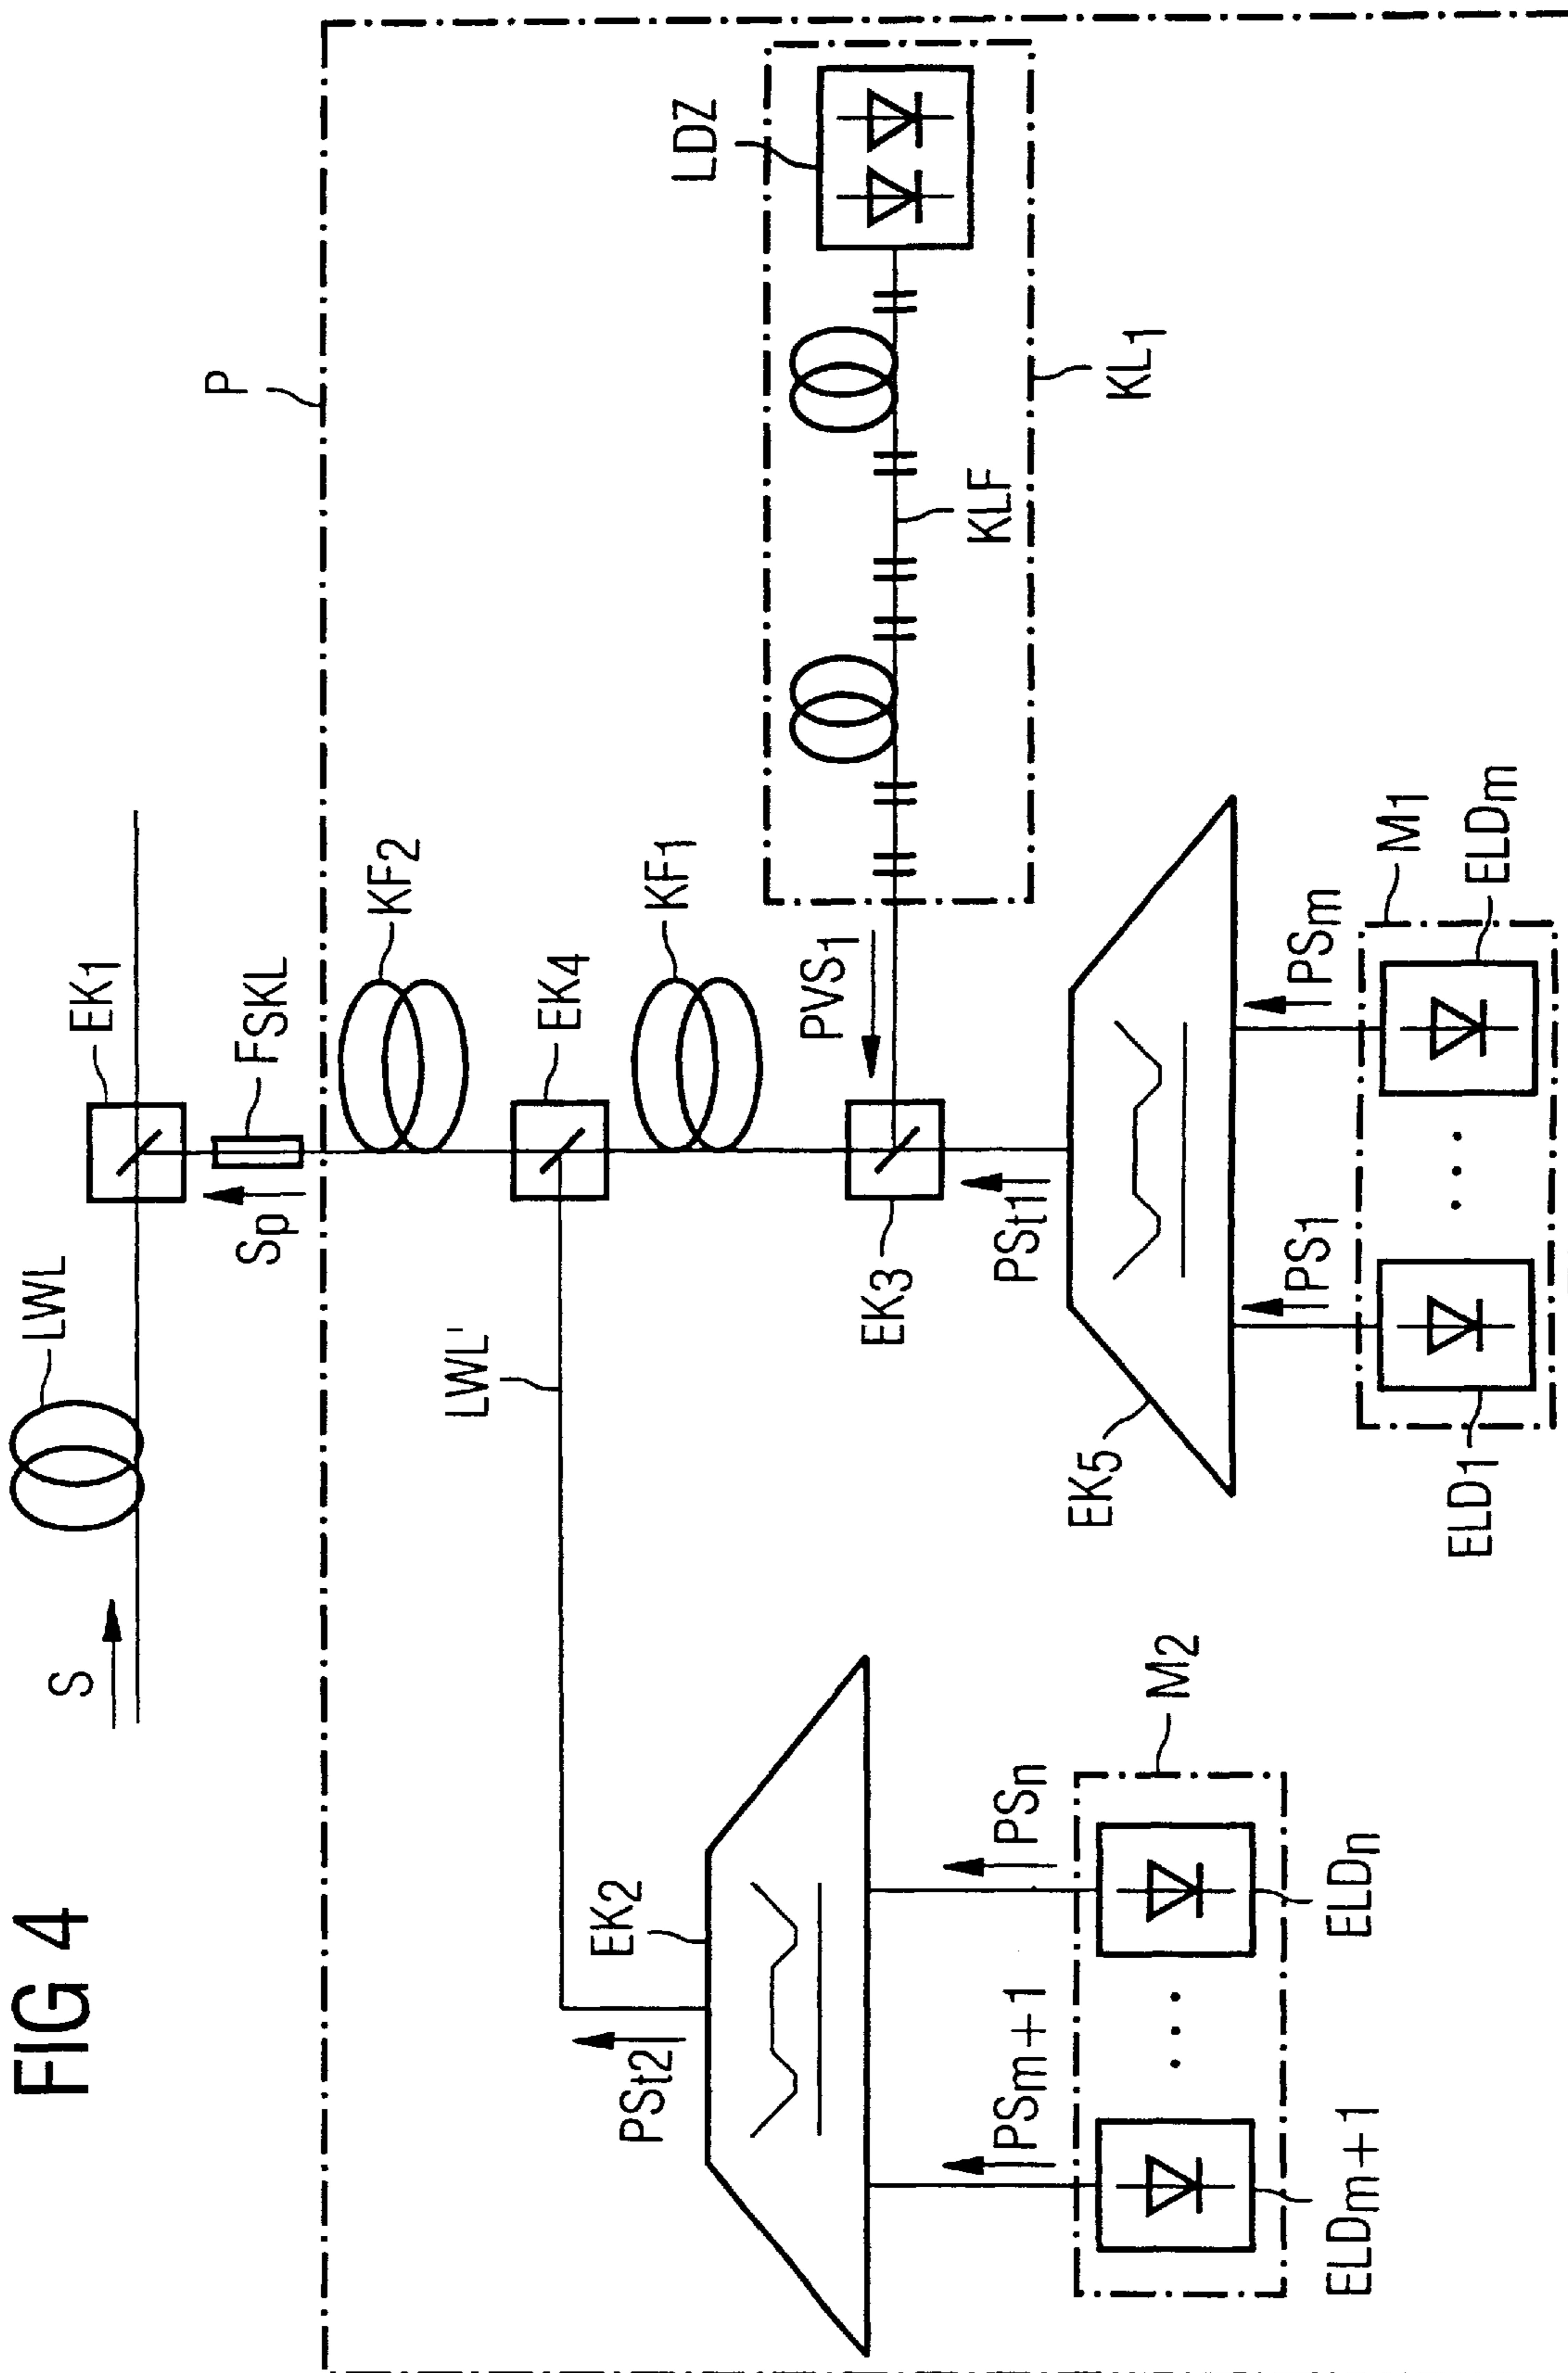 FIG 4
S
LWL
EK1
Sp
FSKL
P
KF2
EK4
LWL'
KF1
PVS1
EK3
LDZ
KLF
KL1
PSt2
EK2
PSt1
EK5
PSm+1
PSn
M2
ELDm+1
ELDn
PS1
PSm
M1
ELD1
ELDm